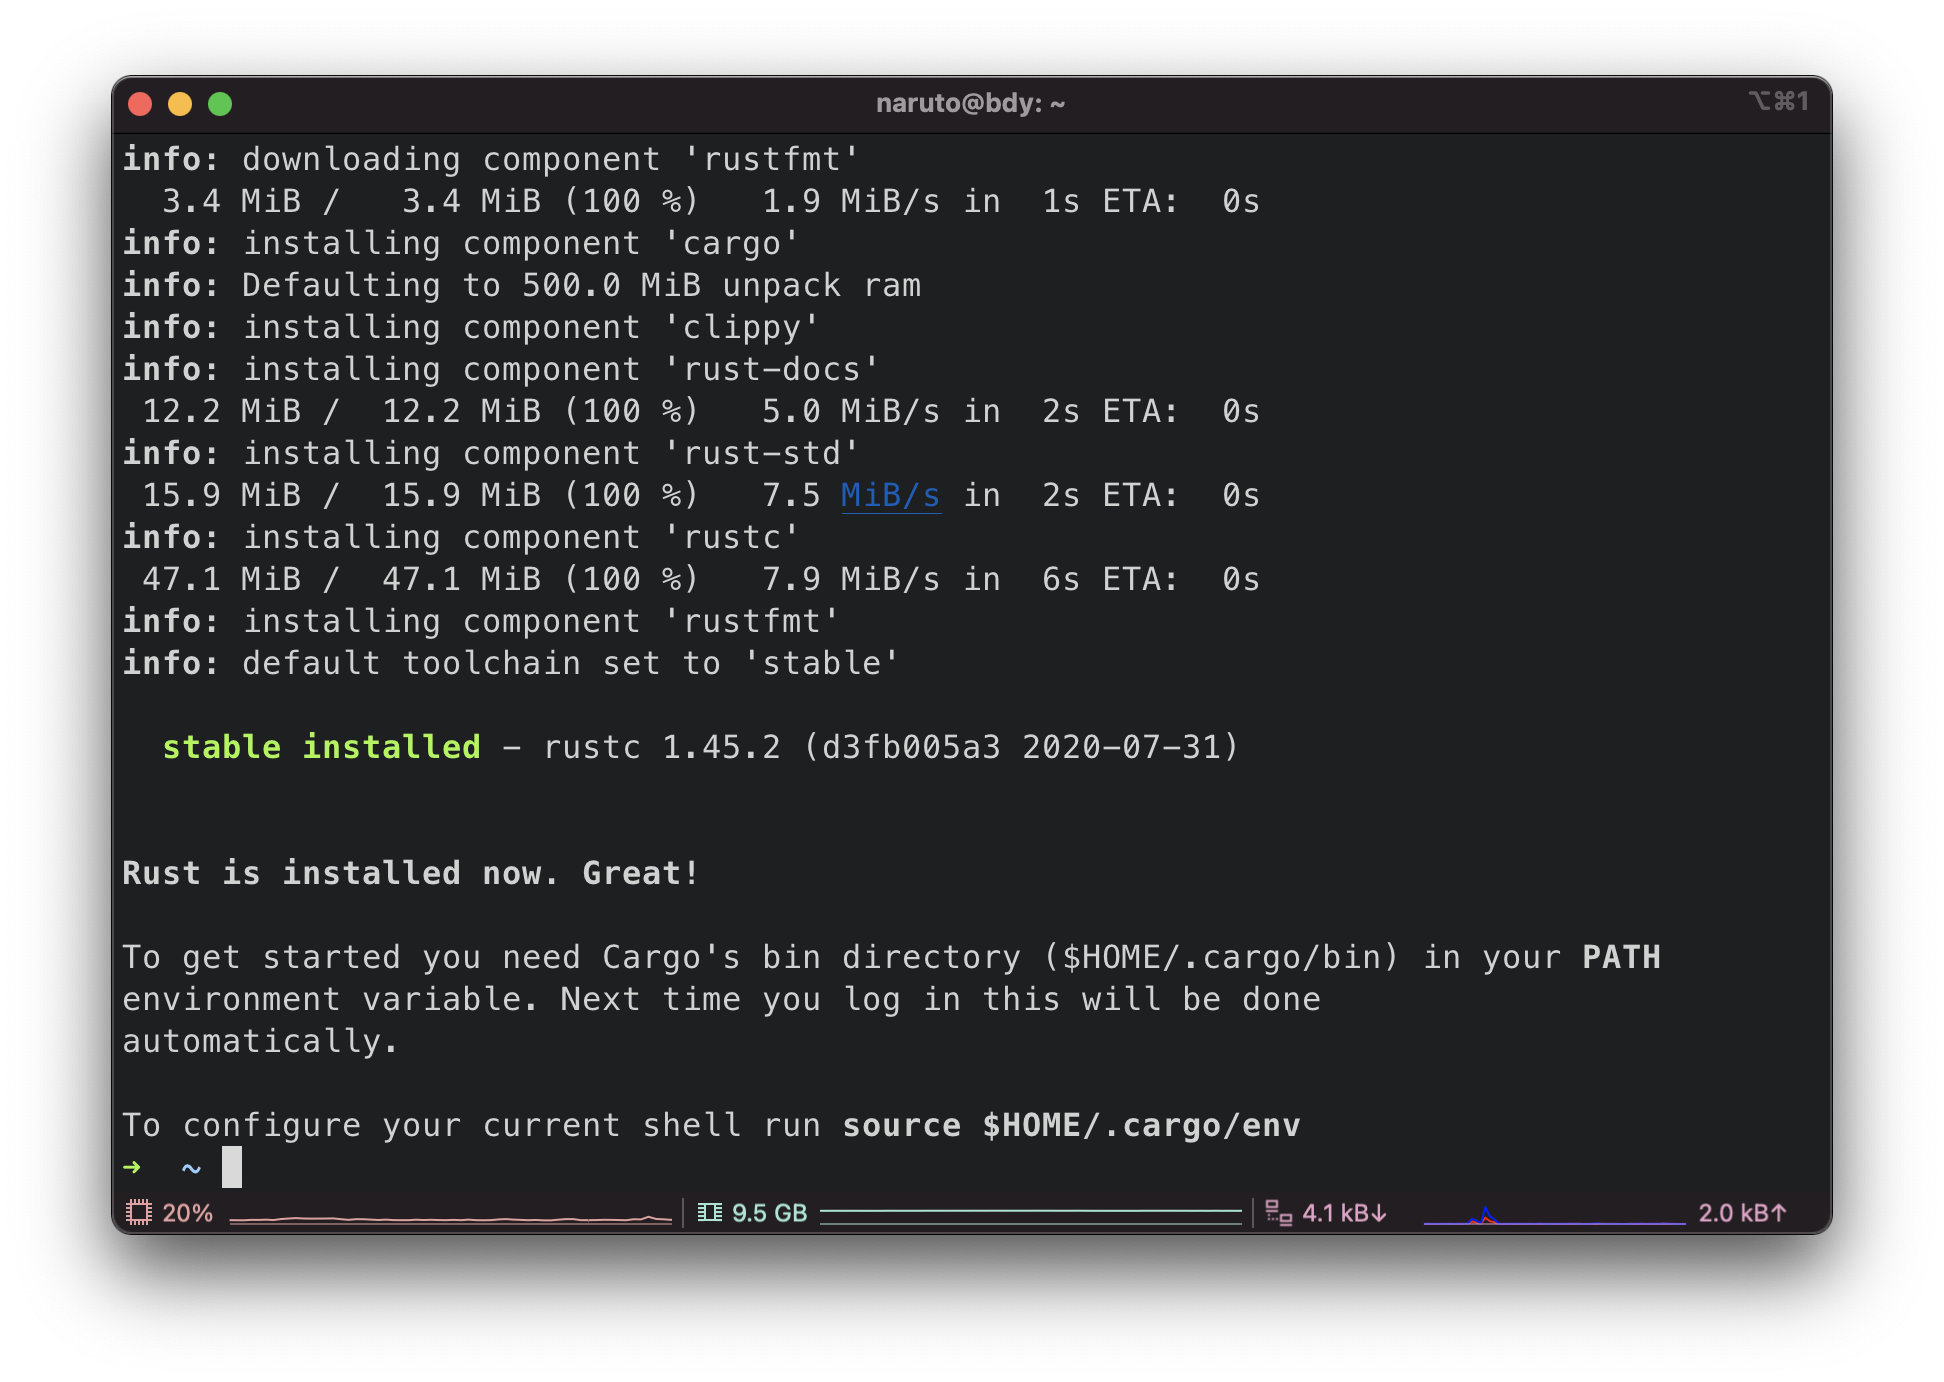 naruto@bdy: ~ ⌥⌘1
info: downloading component 'rustfmt'
  3.4 MiB /   3.4 MiB (100 %)   1.9 MiB/s in  1s ETA:  0s
info: installing component 'cargo'
info: Defaulting to 500.0 MiB unpack ram
info: installing component 'clippy'
info: installing component 'rust-docs'
 12.2 MiB /  12.2 MiB (100 %)   5.0 MiB/s in  2s ETA:  0s
info: installing component 'rust-std'
 15.9 MiB /  15.9 MiB (100 %)   7.5 MiB/s in  2s ETA:  0s
info: installing component 'rustc'
 47.1 MiB /  47.1 MiB (100 %)   7.9 MiB/s in  6s ETA:  0s
info: installing component 'rustfmt'
info: default toolchain set to 'stable'
  stable installed - rustc 1.45.2 (d3fb005a3 2020-07-31)
Rust is installed now. Great!
To get started you need Cargo's bin directory ($HOME/.cargo/bin) in your PATH
environment variable. Next time you log in this will be done
automatically.
To configure your current shell run source $HOME/.cargo/env
➜  ~
20% 9.5 GB 4.1 kB↓ 2.0 kB↑